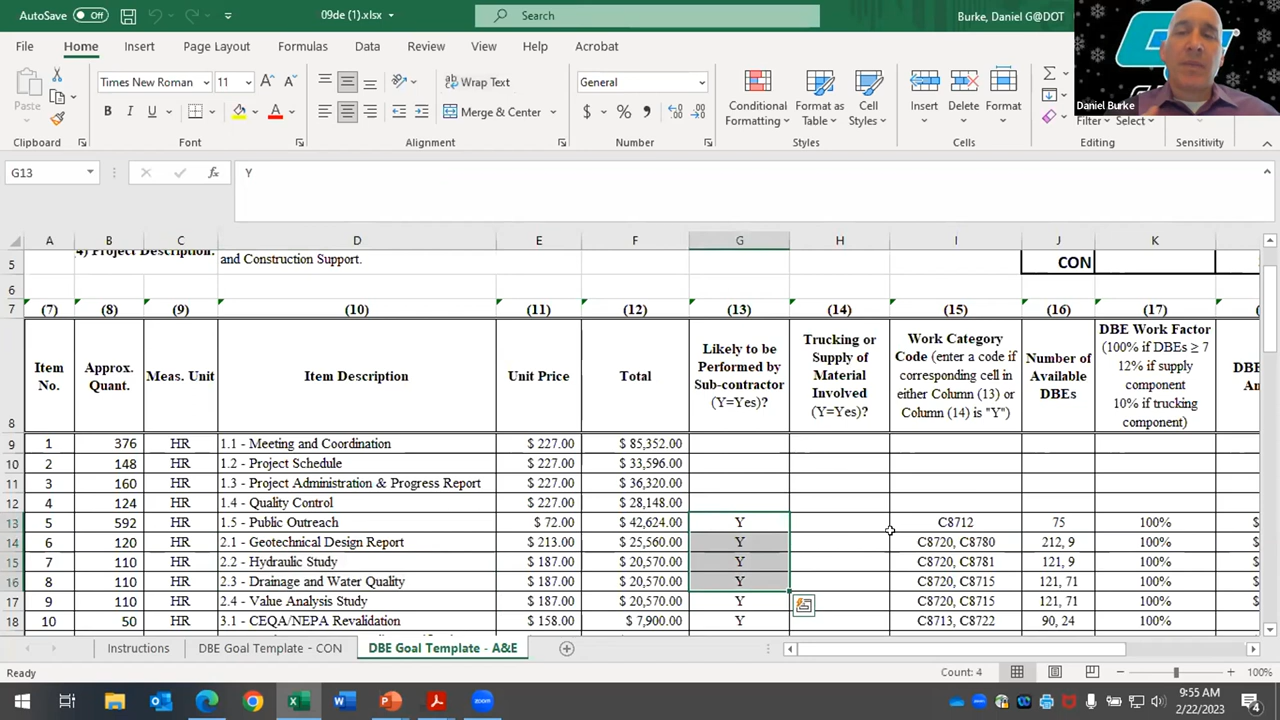 AutoSave Off 09de (1).xlsx Search Burke, Daniel G@DOT
File Home Insert Page Layout Formulas Data Review View Help Acrobat
Daniel Burke
Times New Roman 11 Wrap Text General
Paste B I U Merge & Center $ % Conditional Formatting Format as Table Cell Styles Insert Delete Format Filter Select
Clipboard Font Alignment Number Styles Cells Editing Sensitivity
G13 fx Y
A B C D E F G H I J K
5 4) Project Description: and Construction Support. CON
6
7 (7) (8) (9) (10) (11) (12) (13) (14) (15) (16) (17)
8 Item No. Approx. Quant. Meas. Unit Item Description Unit Price Total Likely to be Performed by Sub-contractor (Y=Yes)? Trucking or Supply of Material Involved (Y=Yes)? Work Category Code (enter a code if corresponding cell in either Column (13) or Column (14) is "Y") Number of Available DBEs DBE Work Factor (100% if DBEs ≥ 7 12% if supply component 10% if trucking component)
9 1 376 HR 1.1 - Meeting and Coordination $ 227.00 $ 85,352.00
10 2 148 HR 1.2 - Project Schedule $ 227.00 $ 33,596.00
11 3 160 HR 1.3 - Project Administration & Progress Report $ 227.00 $ 36,320.00
12 4 124 HR 1.4 - Quality Control $ 227.00 $ 28,148.00
13 5 592 HR 1.5 - Public Outreach $ 72.00 $ 42,624.00 Y C8712 75 100% $
14 6 120 HR 2.1 - Geotechnical Design Report $ 213.00 $ 25,560.00 Y C8720, C8780 212, 9 100% $
15 7 110 HR 2.2 - Hydraulic Study $ 187.00 $ 20,570.00 Y C8720, C8781 121, 9 100% $
16 8 110 HR 2.3 - Drainage and Water Quality $ 187.00 $ 20,570.00 Y C8720, C8715 121, 71 100% $
17 9 110 HR 2.4 - Value Analysis Study $ 187.00 $ 20,570.00 Y C8720, C8715 121, 71 100% $
18 10 50 HR 3.1 - CEQA/NEPA Revalidation $ 158.00 $ 7,900.00 Y C8713, C8722 90, 24 100% $
Instructions DBE Goal Template - CON DBE Goal Template - A&E
Ready Count: 4 100%
9:55 AM
2/22/2023